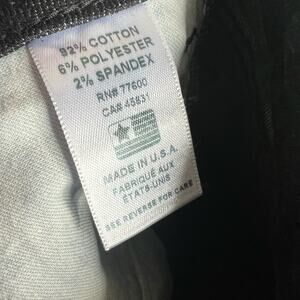 92% COTTON
6% POLYESTER
2% SPANDEX
RN# 77600
CA# 45831
MADE IN U.S.A.
FABRIQUÉ AUX
ÉTATS-UNIS
SEE REVERSE FOR CARE